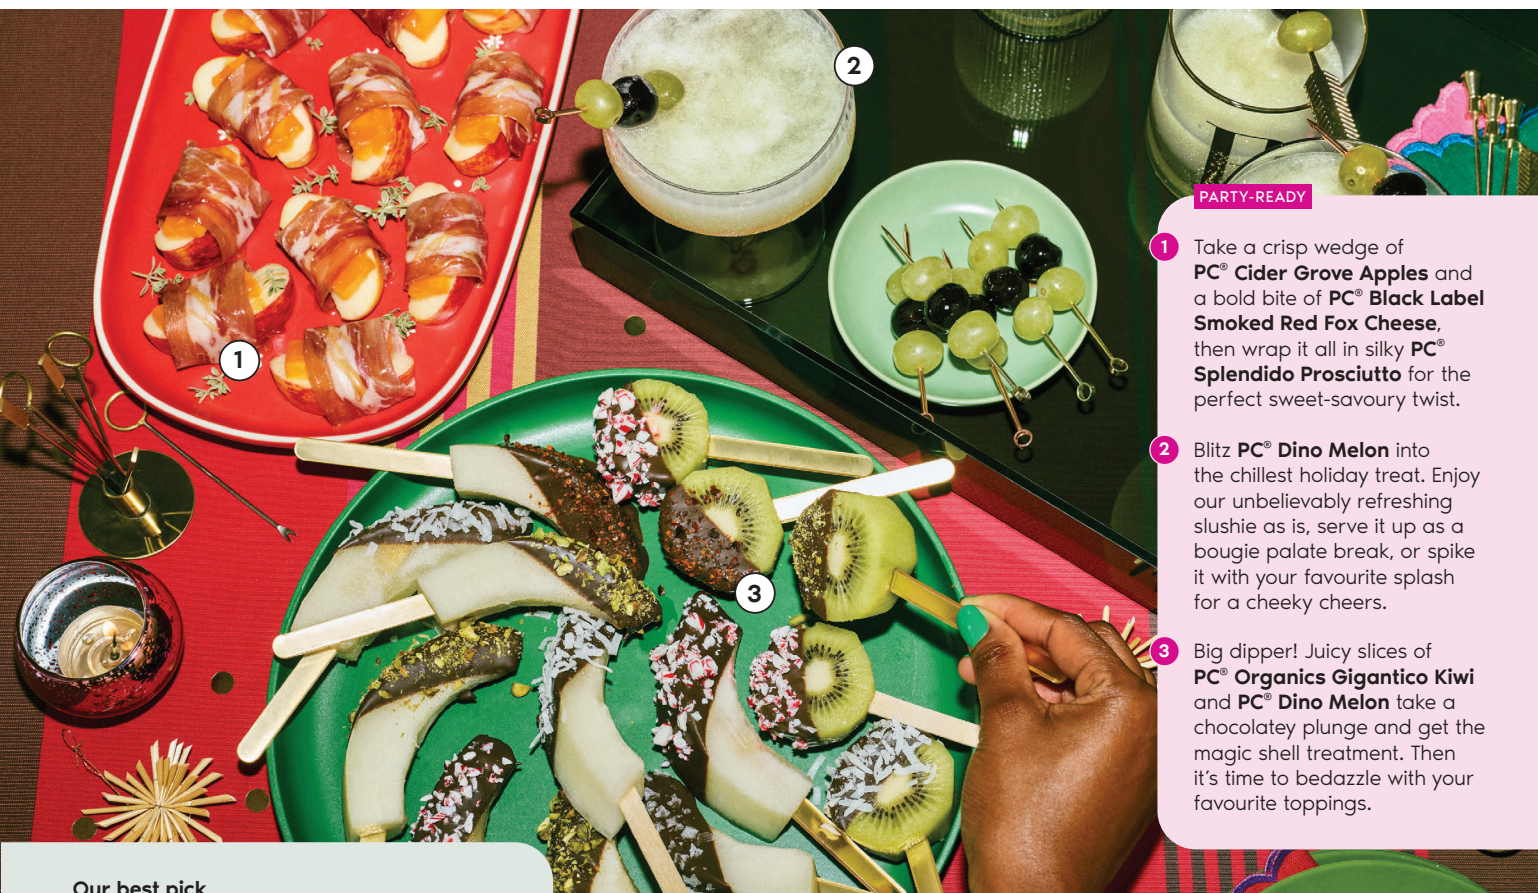 1
2
3
PARTY-READY
1 Take a crisp wedge of
PC® Cider Grove Apples and
a bold bite of PC® Black Label
Smoked Red Fox Cheese,
then wrap it all in silky PC®
Splendido Prosciutto for the
perfect sweet-savoury twist.
2 Blitz PC® Dino Melon into
the chillest holiday treat. Enjoy
our unbelievably refreshing
slushie as is, serve it up as a
bougie palate break, or spike
it with your favourite splash
for a cheeky cheers.
3 Big dipper! Juicy slices of
PC® Organics Gigantico Kiwi
and PC® Dino Melon take a
chocolatey plunge and get the
magic shell treatment. Then
it's time to bedazzle with your
favourite toppings.
Our best pick